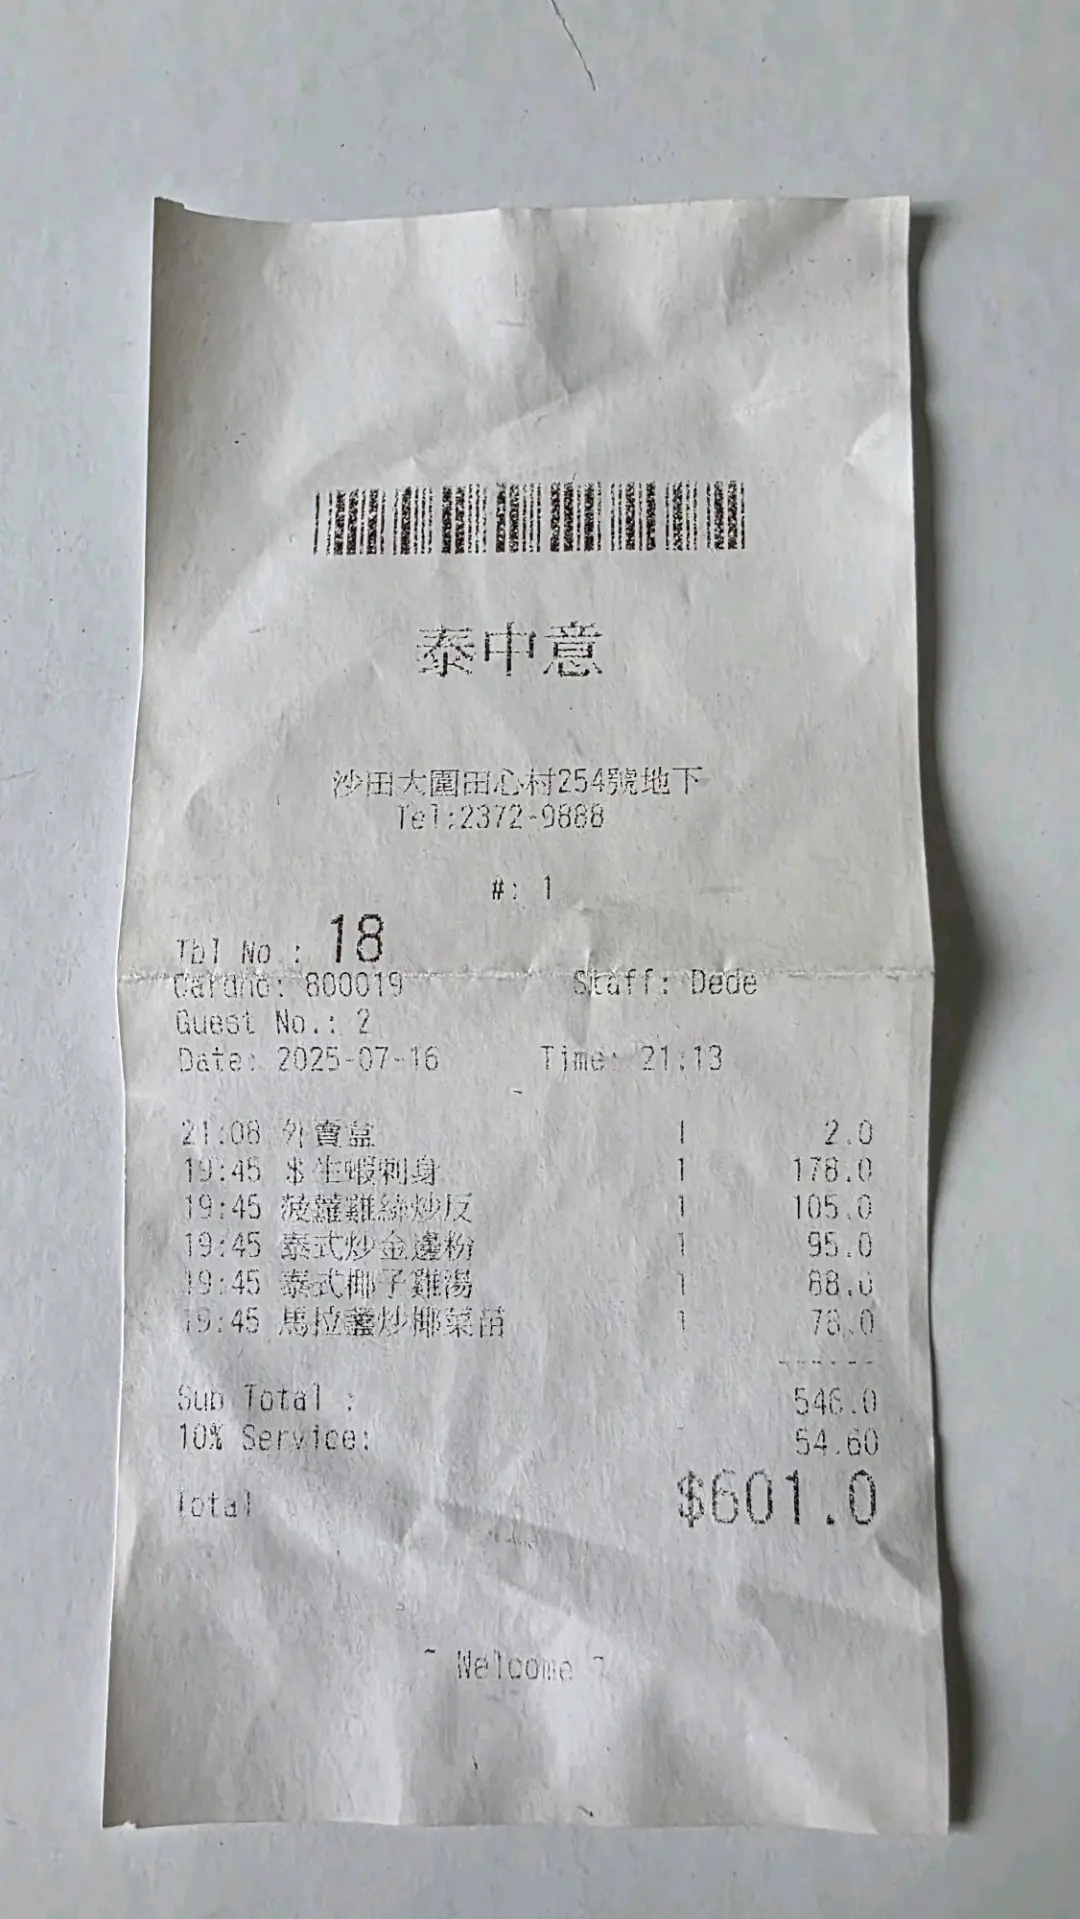 泰中意
沙田大圍田心村254號地下
Tel:2372-9888
#: 1
Tbl No : 18
Cardno: 800019 Staff: Dede
Guest No.: 2
Date: 2025-07-16 Time: 21:13
21:08 外賣盒 1 2.0
19:45 $ 生蝦刺身 1 178.0
19:45 菠蘿雞絲炒反 1 105.0
19:45 泰式炒金邊粉 1 95.0
19:45 泰式椰子雞湯 1 88.0
19:45 馬拉盞炒椰菜苗 1 78.0
------
Sub Total : 546.0
10% Service: 54.60
Total $601.0
~ Welcome ~